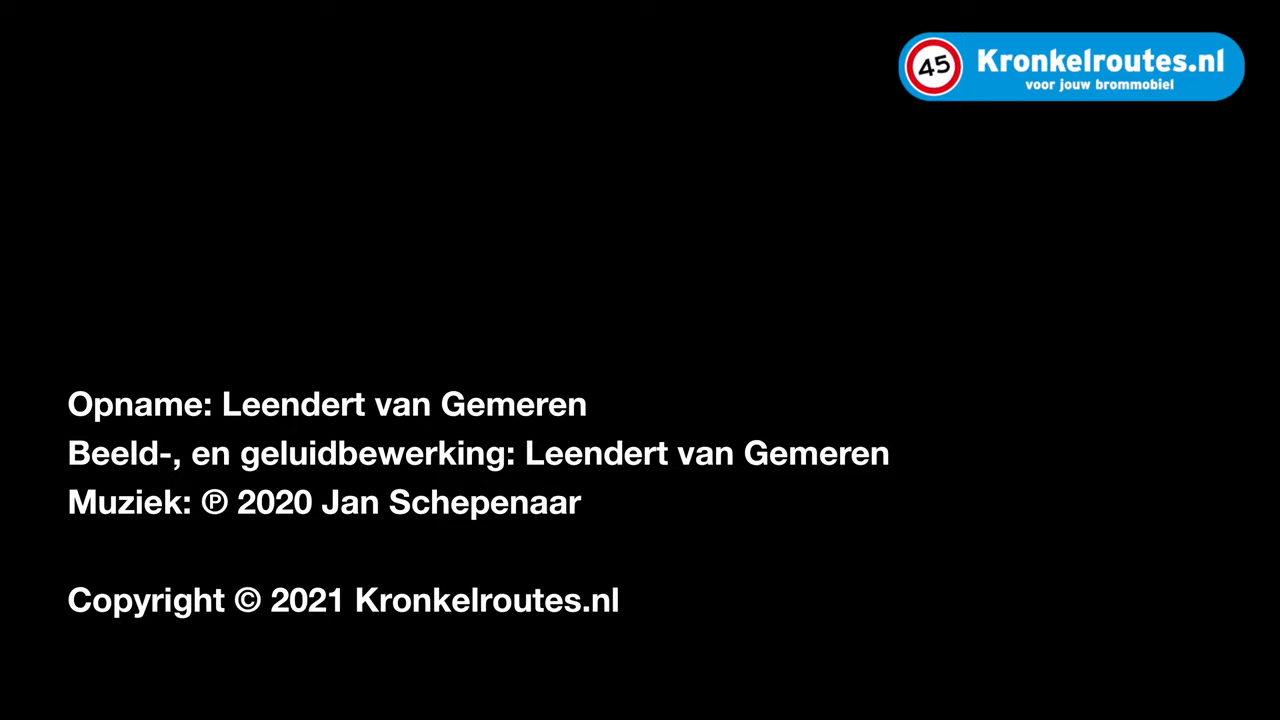 45
Kronkelroutes.nl
voor jouw brommobiel
Opname: Leendert van Gemeren
Beeld-, en geluidbewerking: Leendert van Gemeren
Muziek: ℗ 2020 Jan Schepenaar
Copyright © 2021 Kronkelroutes.nl